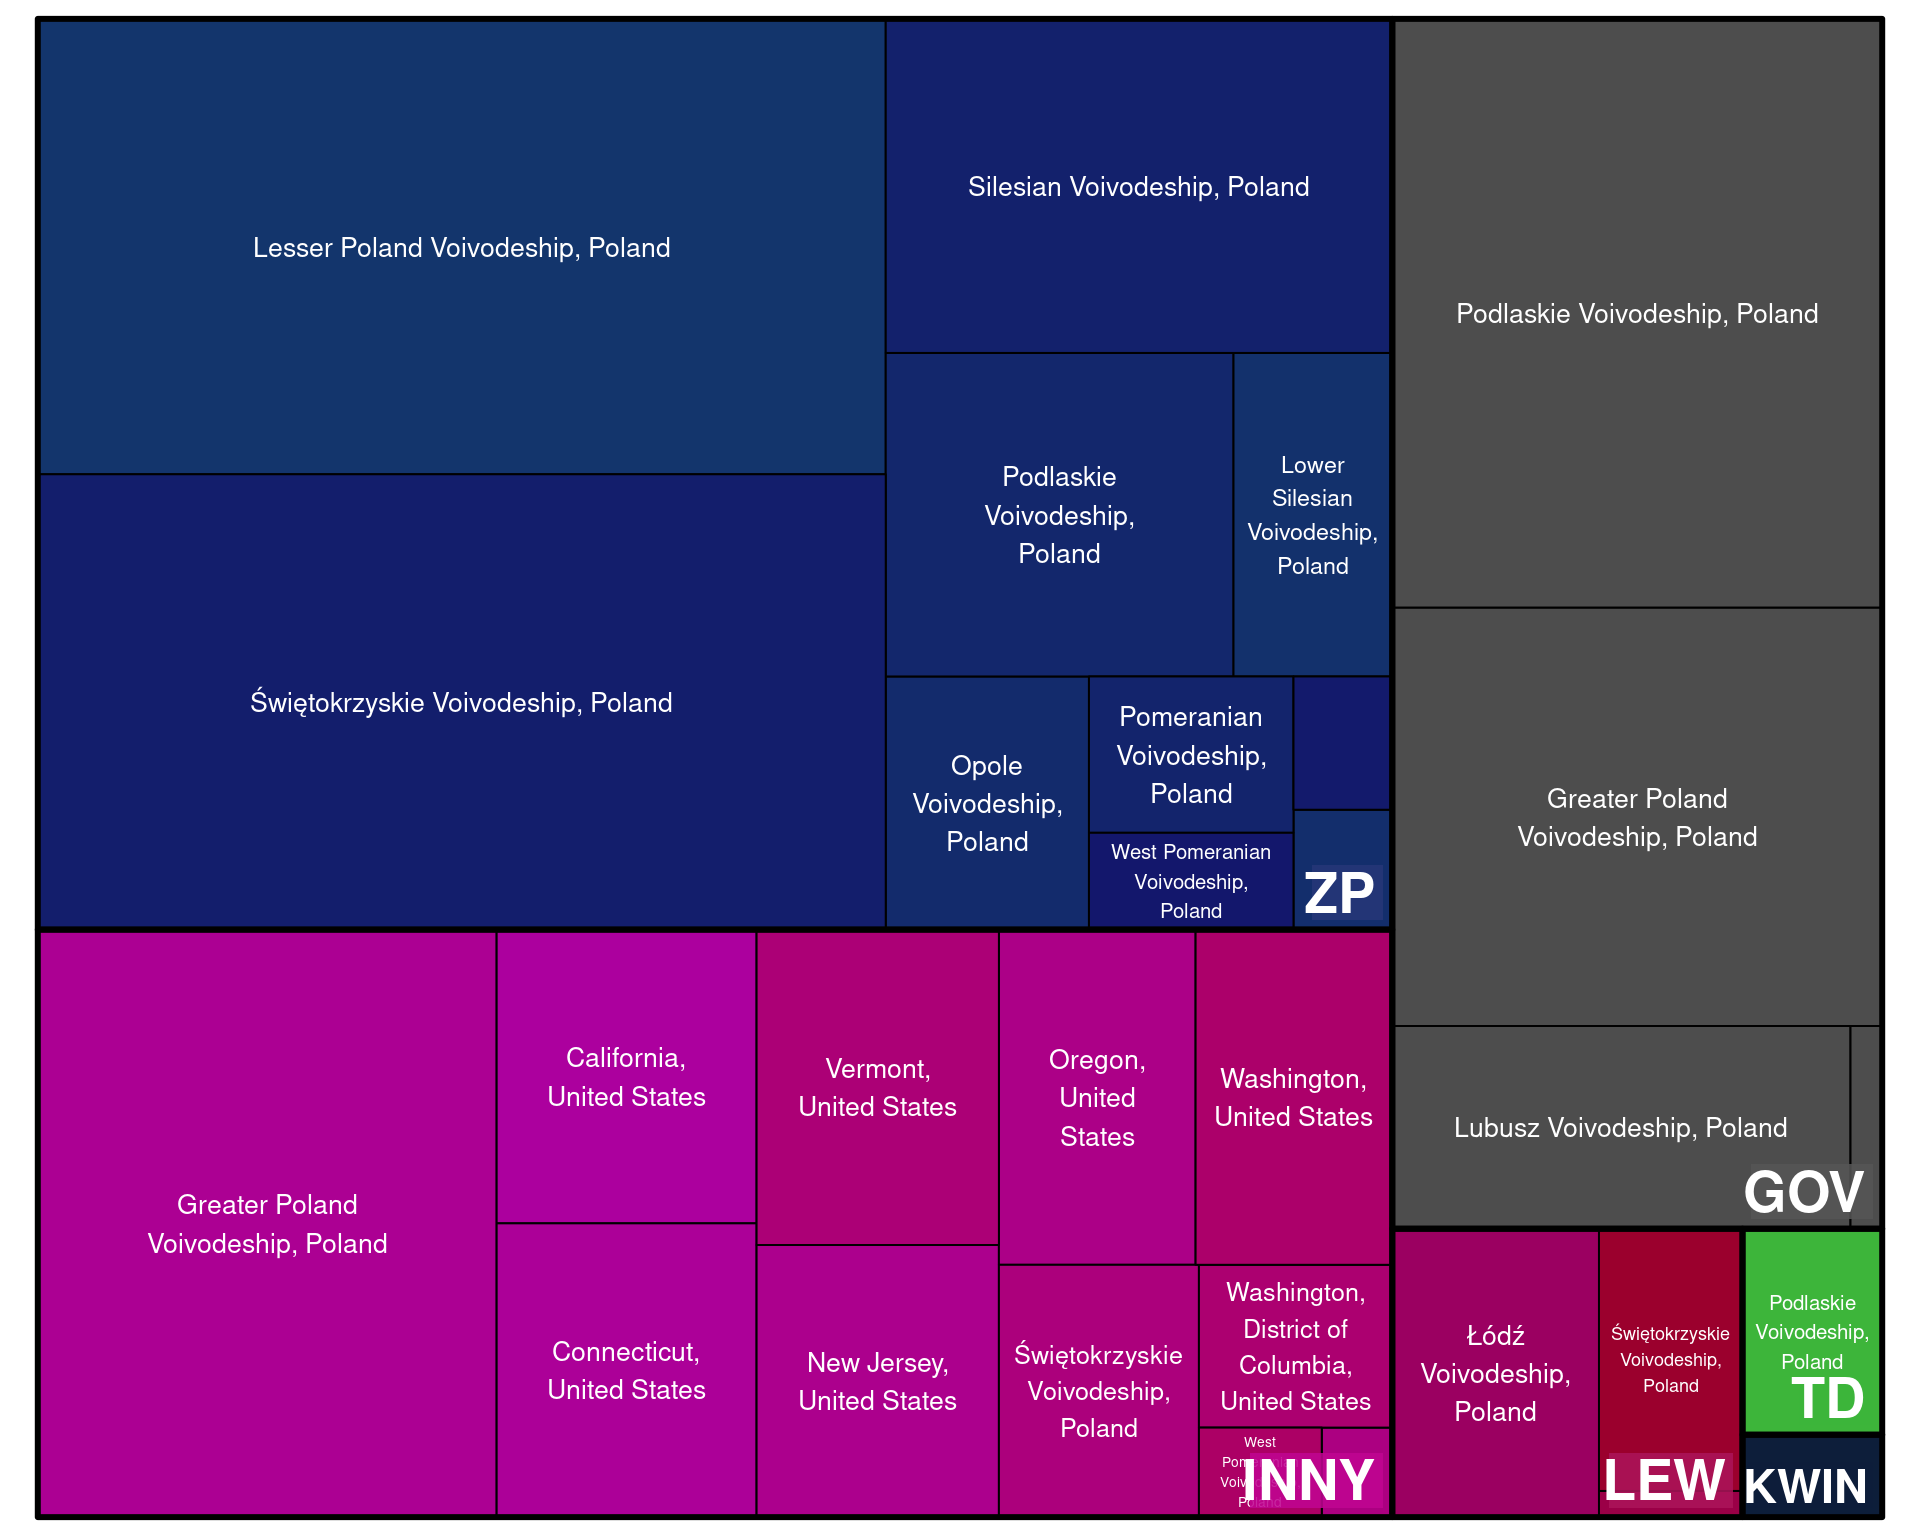 Lesser Poland Voivodeship, Poland
Silesian Voivodeship, Poland
Podlaskie Voivodeship, Poland
Podlaskie
Voivodeship,
Poland
Lower
Silesian
Voivodeship,
Poland
Świętokrzyskie Voivodeship, Poland
Opole
Voivodeship,
Poland
Pomeranian
Voivodeship,
Poland
West Pomeranian
Voivodeship,
Poland
ZP
Greater Poland
Voivodeship, Poland
Lubusz Voivodeship, Poland
GOV
Greater Poland
Voivodeship, Poland
California,
United States
Connecticut,
United States
Vermont,
United States
New Jersey,
United States
Oregon,
United
States
Washington,
United States
Świętokrzyskie
Voivodeship,
Poland
Washington,
District of
Columbia,
United States
West
Pomeranian
Voivodeship,
Poland
INNY
Łódź
Voivodeship,
Poland
Świętokrzyskie
Voivodeship,
Poland
LEW
Podlaskie
Voivodeship,
Poland
TD
KWIN